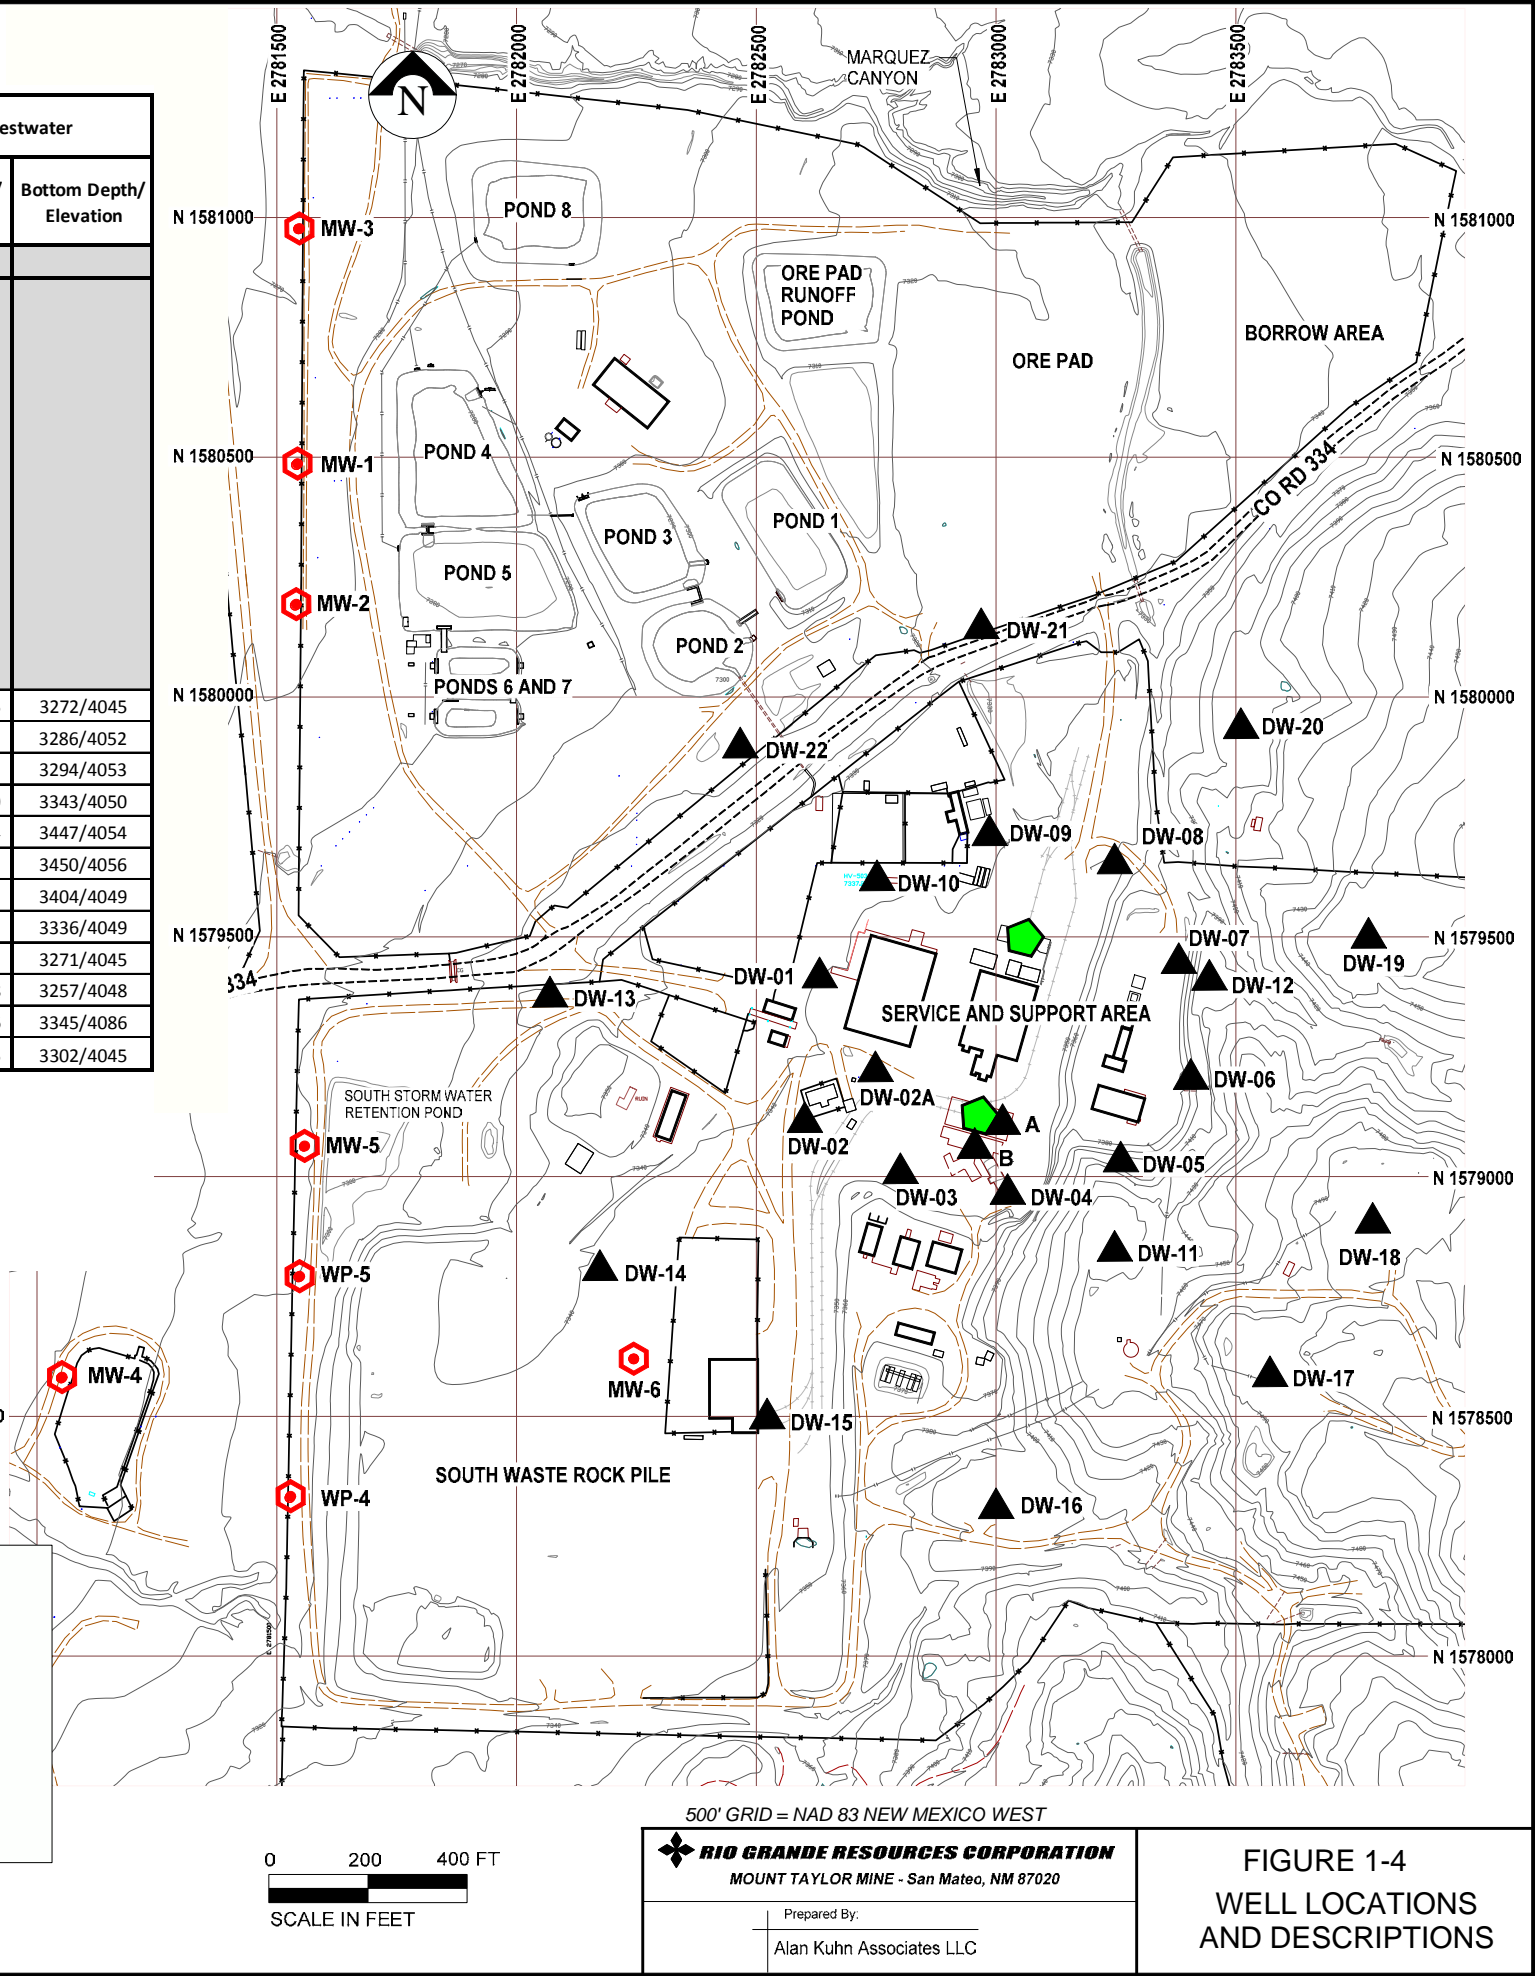 estwater
Bottom Depth/
Elevation
3272/4045
3286/4052
3294/4053
3343/4050
3447/4054
3450/4056
3404/4049
3336/4049
3271/4045
3257/4048
3345/4086
3302/4045
E 2781500
E 2782000
E 2782500
E 2783000
E 2783500
MARQUEZ
CANYON
N
N 1581000
MW-3
POND 8
N 1581000
ORE PAD
RUNOFF
POND
ORE PAD
BORROW AREA
N 1580500
MW-1
POND 4
CO RD 334
N 1580500
POND 3
POND 1
POND 5
MW-2
POND 2
DW-21
PONDS 6 AND 7
N 1580000
N 1580000
DW-22
DW-20
DW-09
DW-08
DW-10
N 1579500
N 1579500
DW-07
DW-19
DW-12
334
DW-01
DW-13
SERVICE AND SUPPORT AREA
SOUTH STORM WATER
RETENTION POND
RUIN
DW-02A
DW-06
MW-5
DW-02
A
B
DW-05
N 1579000
DW-03
DW-04
DW-18
DW-11
WP-5
DW-14
MW-4
MW-6
DW-17
DW-15
N 1578500
SOUTH WASTE ROCK PILE
WP-4
DW-16
E 2781500
N 1578000
500' GRID = NAD 83 NEW MEXICO WEST
0 200 400 FT
SCALE IN FEET
RIO GRANDE RESOURCES CORPORATION
MOUNT TAYLOR MINE - San Mateo, NM 87020
Prepared By:
Alan Kuhn Associates LLC
FIGURE 1-4
WELL LOCATIONS
AND DESCRIPTIONS